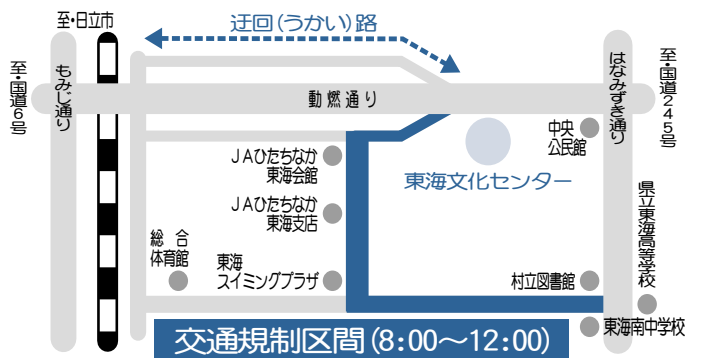 至・日立市
迂回(うかい)路
至・国道6号
もみじ通り
動燃通り
はなみずき通り
至・国道245号
中央
公民館
JAひたちなか
東海会館
東海文化センター
JAひたちなか
東海支店
県立東海高等学校
総合
体育館
東海
スイミングプラザ
村立図書館
東海南中学校
交通規制区間(8:00〜12:00)